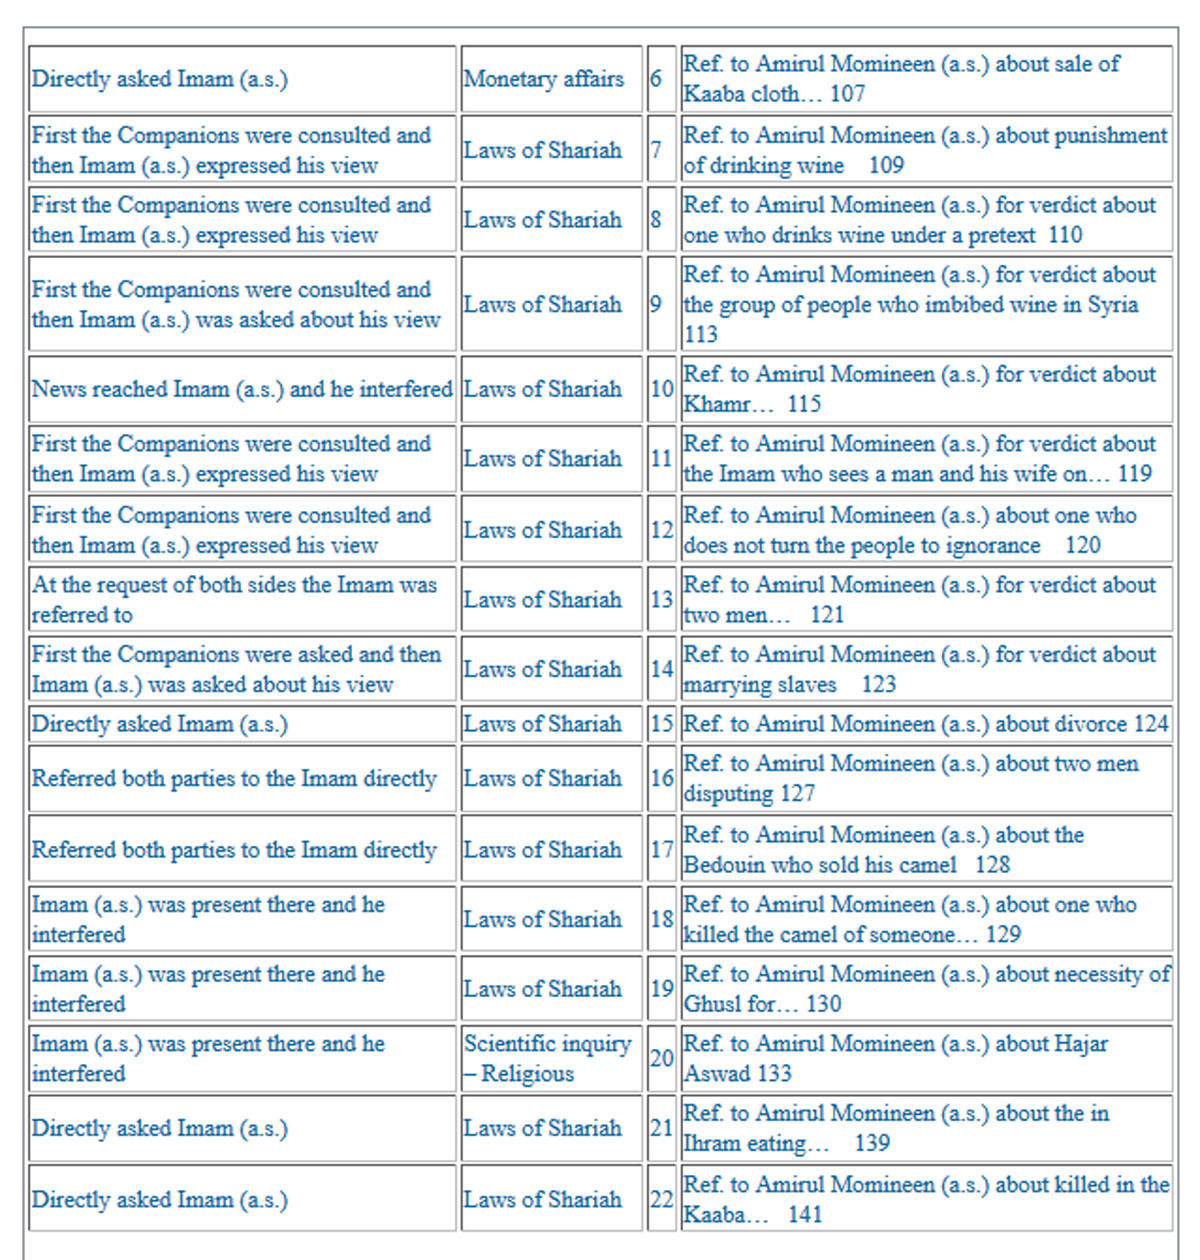 Directly asked Imam (a.s.) Monetary affairs 6 Ref. to Amirul Momineen (a.s.) about sale of
Kaaba cloth… 107
First the Companions were consulted and
then Imam (a.s.) expressed his view
Laws of Shariah
7
Ref. to Amirul Momineen (a.s.) about punishment
of drinking wine 109
First the Companions were consulted and
then Imam (a.s.) expressed his view
Laws of Shariah
8
Ref. to Amirul Momineen (a.s.) for verdict about
one who drinks wine under a pretext 110
First the Companions were consulted and
then Imam (a.s.) was asked about his view
Laws of Shariah
9
Ref. to Amirul Momineen (a.s.) for verdict about
the group of people who imbibed wine in Syria
113
News reached Imam (a.s.) and he interfered
Laws of Shariah
10
Ref. to Amirul Momineen (a.s.) for verdict about
Khamr… 115
First the Companions were consulted and
then Imam (a.s.) expressed his view
Laws of Shariah
11
Ref. to Amirul Momineen (a.s.) for verdict about
the Imam who sees a man and his wife on… 119
First the Companions were consulted and
then Imam (a.s.) expressed his view
Laws of Shariah
12
Ref. to Amirul Momineen (a.s.) about one who
does not turn the people to ignorance 120
At the request of both sides the Imam was
referred to
Laws of Shariah
13
Ref. to Amirul Momineen (a.s.) for verdict about
two men… 121
First the Companions were asked and then
Imam (a.s.) was asked about his view
Laws of Shariah
14
Ref. to Amirul Momineen (a.s.) for verdict about
marrying slaves 123
Directly asked Imam (a.s.)
Laws of Shariah
15
Ref. to Amirul Momineen (a.s.) about divorce 124
Referred both parties to the Imam directly
Laws of Shariah
16
Ref. to Amirul Momineen (a.s.) about two men
disputing 127
Referred both parties to the Imam directly
Laws of Shariah
17
Ref. to Amirul Momineen (a.s.) about the
Bedouin who sold his camel 128
Imam (a.s.) was present there and he
interfered
Laws of Shariah
18
Ref. to Amirul Momineen (a.s.) about one who
killed the camel of someone… 129
Imam (a.s.) was present there and he
interfered
Laws of Shariah
19
Ref. to Amirul Momineen (a.s.) about necessity of
Ghusl for… 130
Imam (a.s.) was present there and he
interfered
Scientific inquiry
– Religious
20
Ref. to Amirul Momineen (a.s.) about Hajar
Aswad 133
Directly asked Imam (a.s.)
Laws of Shariah
21
Ref. to Amirul Momineen (a.s.) about the in
Ihram eating… 139
Directly asked Imam (a.s.)
Laws of Shariah
22
Ref. to Amirul Momineen (a.s.) about killed in the
Kaaba… 141